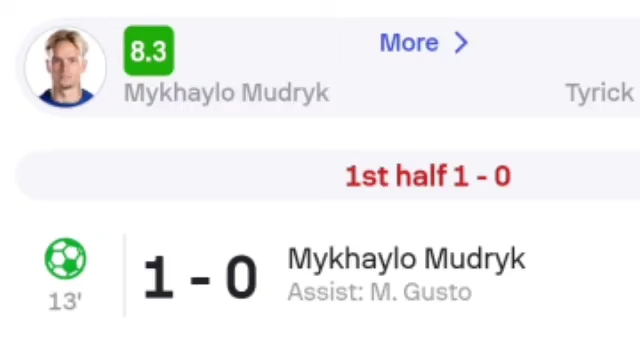 8.3
More
Mykhaylo Mudryk
Tyrick
1st half 1 - 0
1 - 0
Mykhaylo Mudryk
Assist: M. Gusto
13'